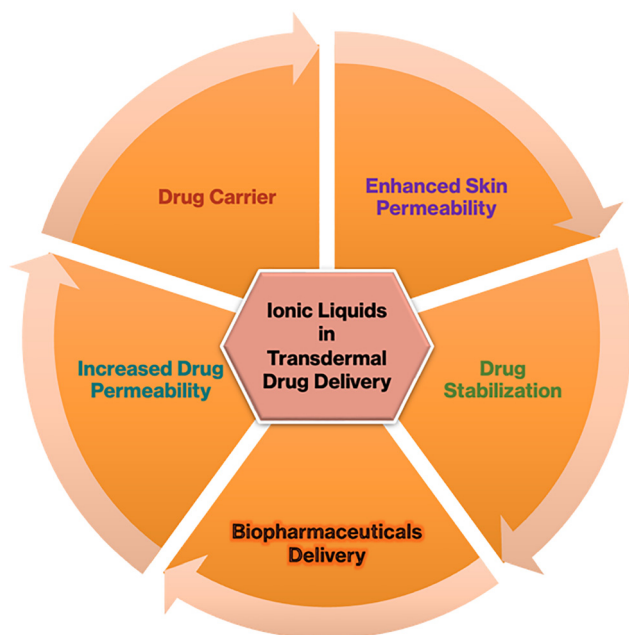 Drug Carrier
Enhanced Skin
Permeability
Ionic Liquids
in
Transdermal
Drug Delivery
Increased Drug
Permeability
Drug
Stabilization
Biopharmaceuticals
Delivery